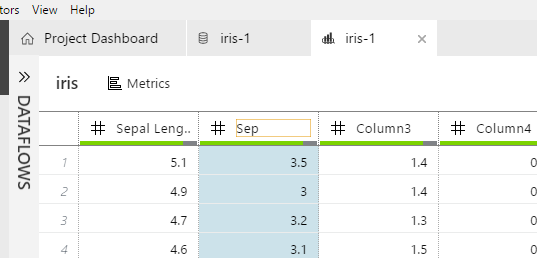 tors View Help
Project Dashboard iris-1 iris-1
iris Metrics
DATAFLOWS
Sepal Leng.. Sep Column3 Column4
1 5.1 3.5 1.4 0
2 4.9 3 1.4 0
3 4.7 3.2 1.3 0
4 4.6 3.1 1.5 0